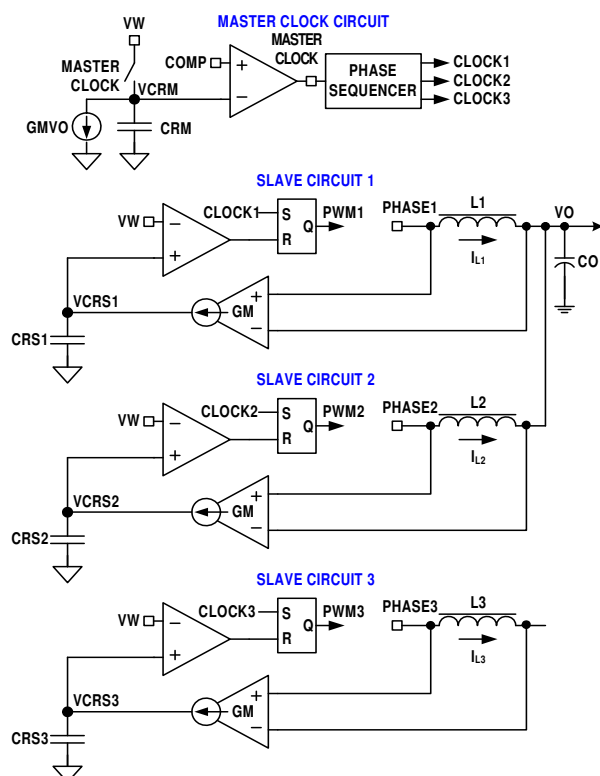 MASTER CLOCK CIRCUIT
VW
MASTER
CLOCK
COMP
MASTER
CLOCK
VCRM
PHASE
SEQUENCER
CLOCK1
CLOCK2
CLOCK3
GMVO
CRM
+
−
SLAVE CIRCUIT 1
VW
−
+
CLOCK1
S
R
Q
PWM1
PHASE1
L1
VO
IL1
CO
VCRS1
GM
+
−
CRS1
SLAVE CIRCUIT 2
VW
−
+
CLOCK2
S
R
Q
PWM2
PHASE2
L2
IL2
VCRS2
GM
+
−
CRS2
SLAVE CIRCUIT 3
VW
−
+
CLOCK3
S
R
Q
PWM3
PHASE3
L3
IL3
VCRS3
GM
+
−
CRS3